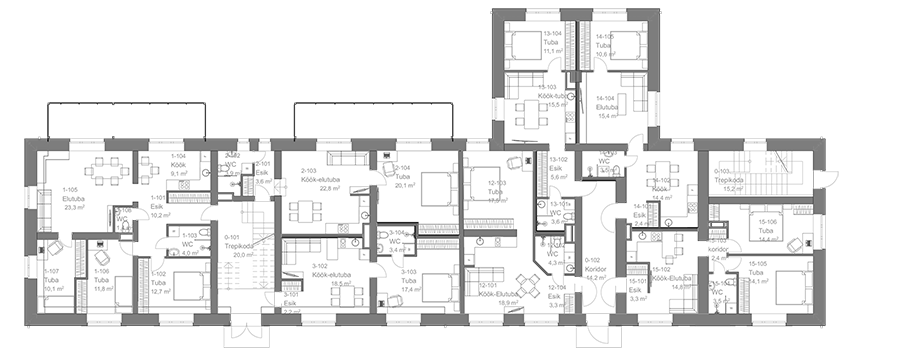 13-104
Tuba
11,1 m²
14-105
Tuba
10,6 m²
13-103
Köök-tuba
15,5 m²
14-104
Elutuba
15,4 m²
1-104
Köök
9,1 m²
WC
2-101
Esik
3,6 m²
2-103
Köök-elutuba
22,8 m²
12-104
Tuba
20,1 m²
12-103
Tuba
17,5 m²
13-102
Esik
5,6 m²
WC
14-102
Köök
14,4 m²
0-103
Trepikoda
15,2 m²
1-105
Elutuba
23,3 m²
1-101
Esik
10,2 m²
WC
13-101
WC
3,6 m²
14-101
Esik
2,4 m²
15-106
Tuba
14,4 m²
1-103
WC
4,0 m²
0-101
Trepikoda
20,0 m²
3-104
WC
3,4 m²
WC
4,3 m²
0-102
Koridor
14,2 m²
koridor
2,4 m²
1-107
Tuba
10,1 m²
1-106
Tuba
11,8 m²
1-102
Tuba
12,7 m²
3-102
Köök-elutuba
18,5 m²
3-101
Esik
2,2 m²
3-103
Tuba
17,4 m²
12-101
Köök-Elutuba
18,9 m²
12-104
Esik
3,3 m²
15-101
Esik
3,3 m²
15-102
Köök-Elutuba
14,8 m²
WC
3,5 m²
15-105
Tuba
14,1 m²